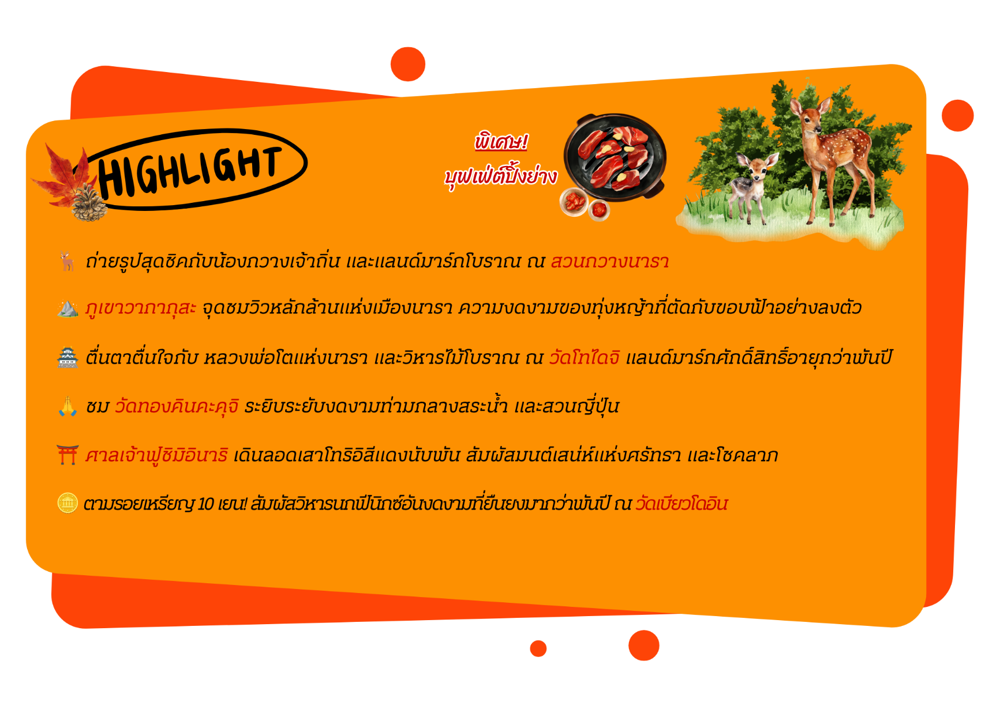 HIGHLIGHT
พิเศษ!
บุฟเฟ่ต์ปิ้งย่าง
🦌 ถ่ายรูปสุดชิคกับน้องกวางเจ้าถิ่น และแลนด์มาร์กโบราณ ณ สวนกวางนารา
⛰️ ภูเขาวากากุสะ จุดชมวิวหลักล้านแห่งเมืองนารา ความงดงามของทุ่งหญ้าที่ตัดกับขอบฟ้าอย่างลงตัว
🏯 ตื่นตาตื่นใจกับ หลวงพ่อโตแห่งนารา และวิหารไม้โบราณ ณ วัดโทไดจิ แลนด์มาร์กศักดิ์สิทธิ์อายุกว่าพันปี
🙏 ชม วัดทองคินคะคุจิ ระยิบระยับงดงามท่ามกลางสระน้ำ และสวนญี่ปุ่น
⛩️ ศาลเจ้าฟูชิมิอินาริ เดินลอดเสาโทริอิสีแดงนับพัน สัมผัสมนต์เสน่ห์แห่งศรัทธา และโชคลาภ
🪙 ตามรอยเหรียญ 10 เยน! สัมผัสวิหารนกฟีนิกซ์อันงดงามที่ยืนยงมากว่าพันปี ณ วัดเบียวโดอิน